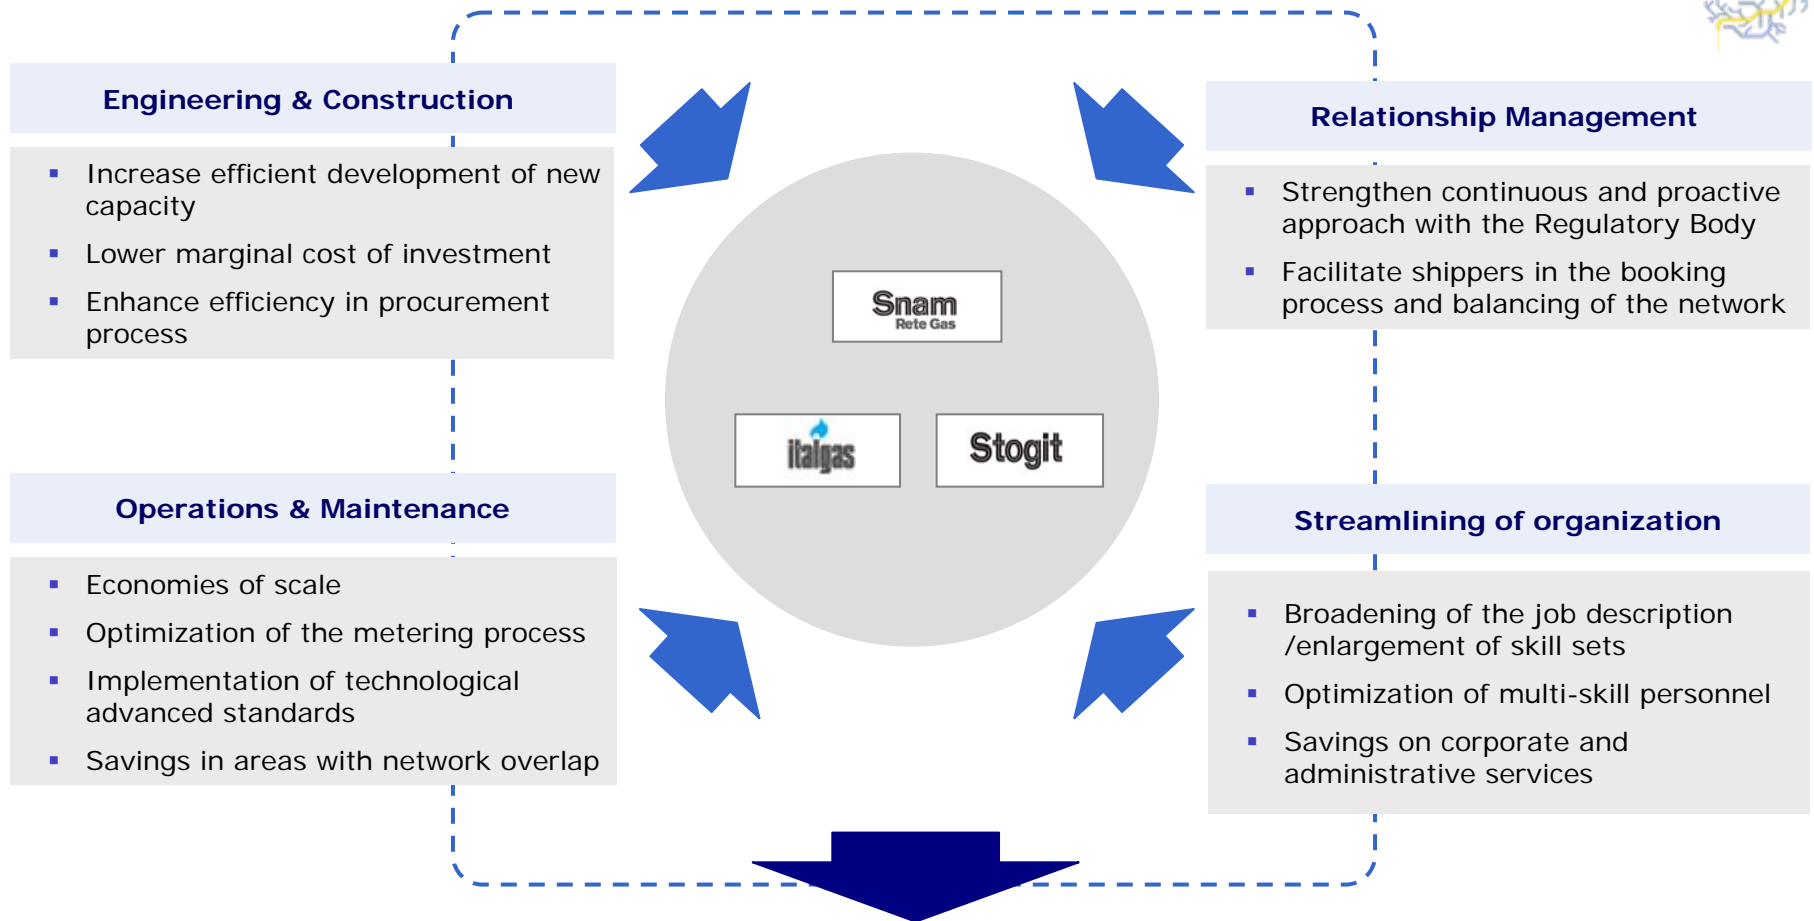 Engineering & Construction
Increase efficient development of new
capacity
Lower marginal cost of investment
Enhance efficiency in procurement
process
Relationship Management
Strengthen continuous and proactive
approach with the Regulatory Body
Facilitate shippers in the booking
process and balancing of the network
Snam
Rete Gas
italgas
Stogit
Operations & Maintenance
Economies of scale
Optimization of the metering process
Implementation of technological
advanced standards
Savings in areas with network overlap
Streamlining of organization
Broadening of the job description
/enlargement of skill sets
Optimization of multi-skill personnel
Savings on corporate and
administrative services